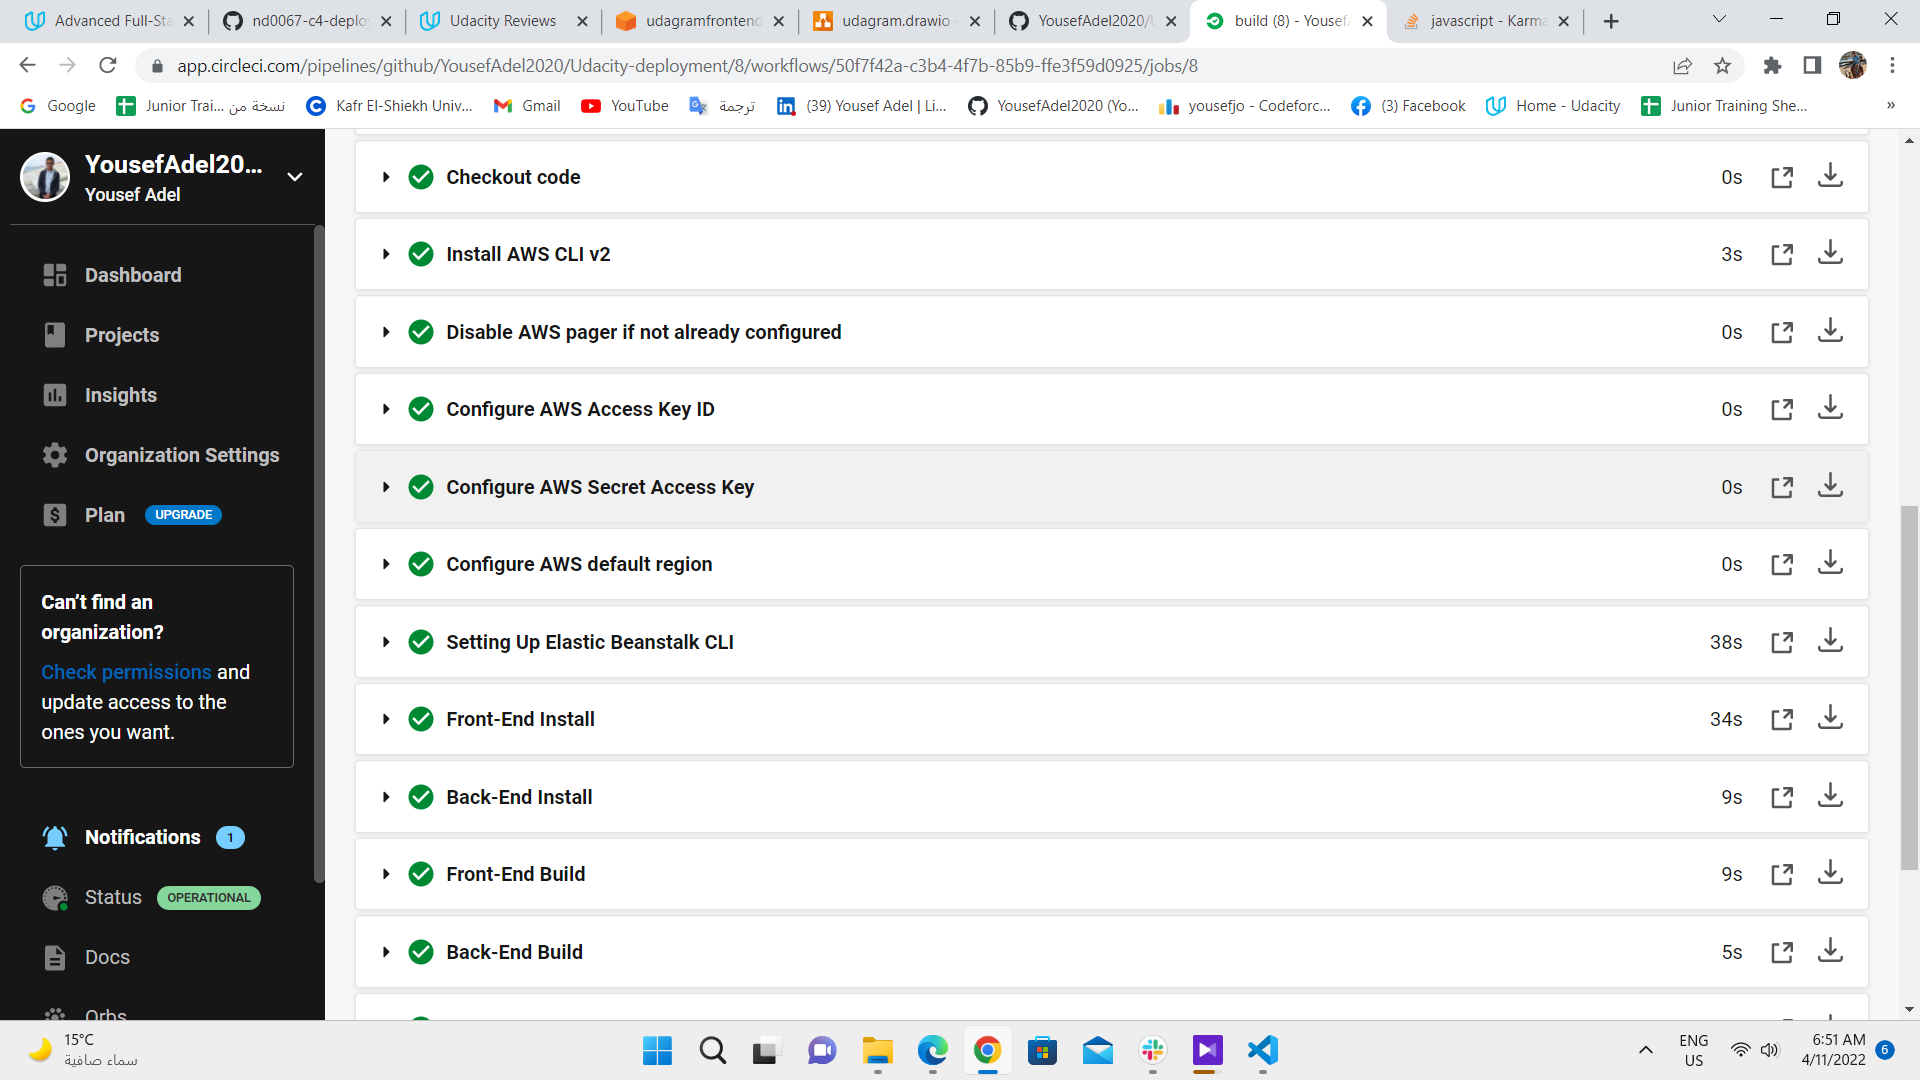 Advanced Full-Sta
nd0067-c4-deploy
Udacity Reviews
udagramfrontend
udagram.drawio -
YousefAdel2020/U
build (8) - YousefA
javascript - Karma
app.circleci.com/pipelines/github/YousefAdel2020/Udacity-deployment/8/workflows/50f7f42a-c3b4-4f7b-85b9-ffe3f59d0925/jobs/8
Google
Junior Trai... نسخة من
Kafr El-Shiekh Univ...
Gmail
YouTube
ترجمة
(39) Yousef Adel | Li...
YousefAdel2020 (Yo...
yousefjo - Codeforc...
(3) Facebook
Home - Udacity
Junior Training She...
»
YousefAdel20...
Yousef Adel
Dashboard
Projects
Insights
Organization Settings
Plan UPGRADE
Can't find an
organization?
Check permissions and
update access to the
ones you want.
Notifications 1
Status OPERATIONAL
Docs
Orbs
Checkout code 0s
Install AWS CLI v2 3s
Disable AWS pager if not already configured 0s
Configure AWS Access Key ID 0s
Configure AWS Secret Access Key 0s
Configure AWS default region 0s
Setting Up Elastic Beanstalk CLI 38s
Front-End Install 34s
Back-End Install 9s
Front-End Build 9s
Back-End Build 5s
15°C
سماء صافية
ENG
US
6:51 AM
4/11/2022
6